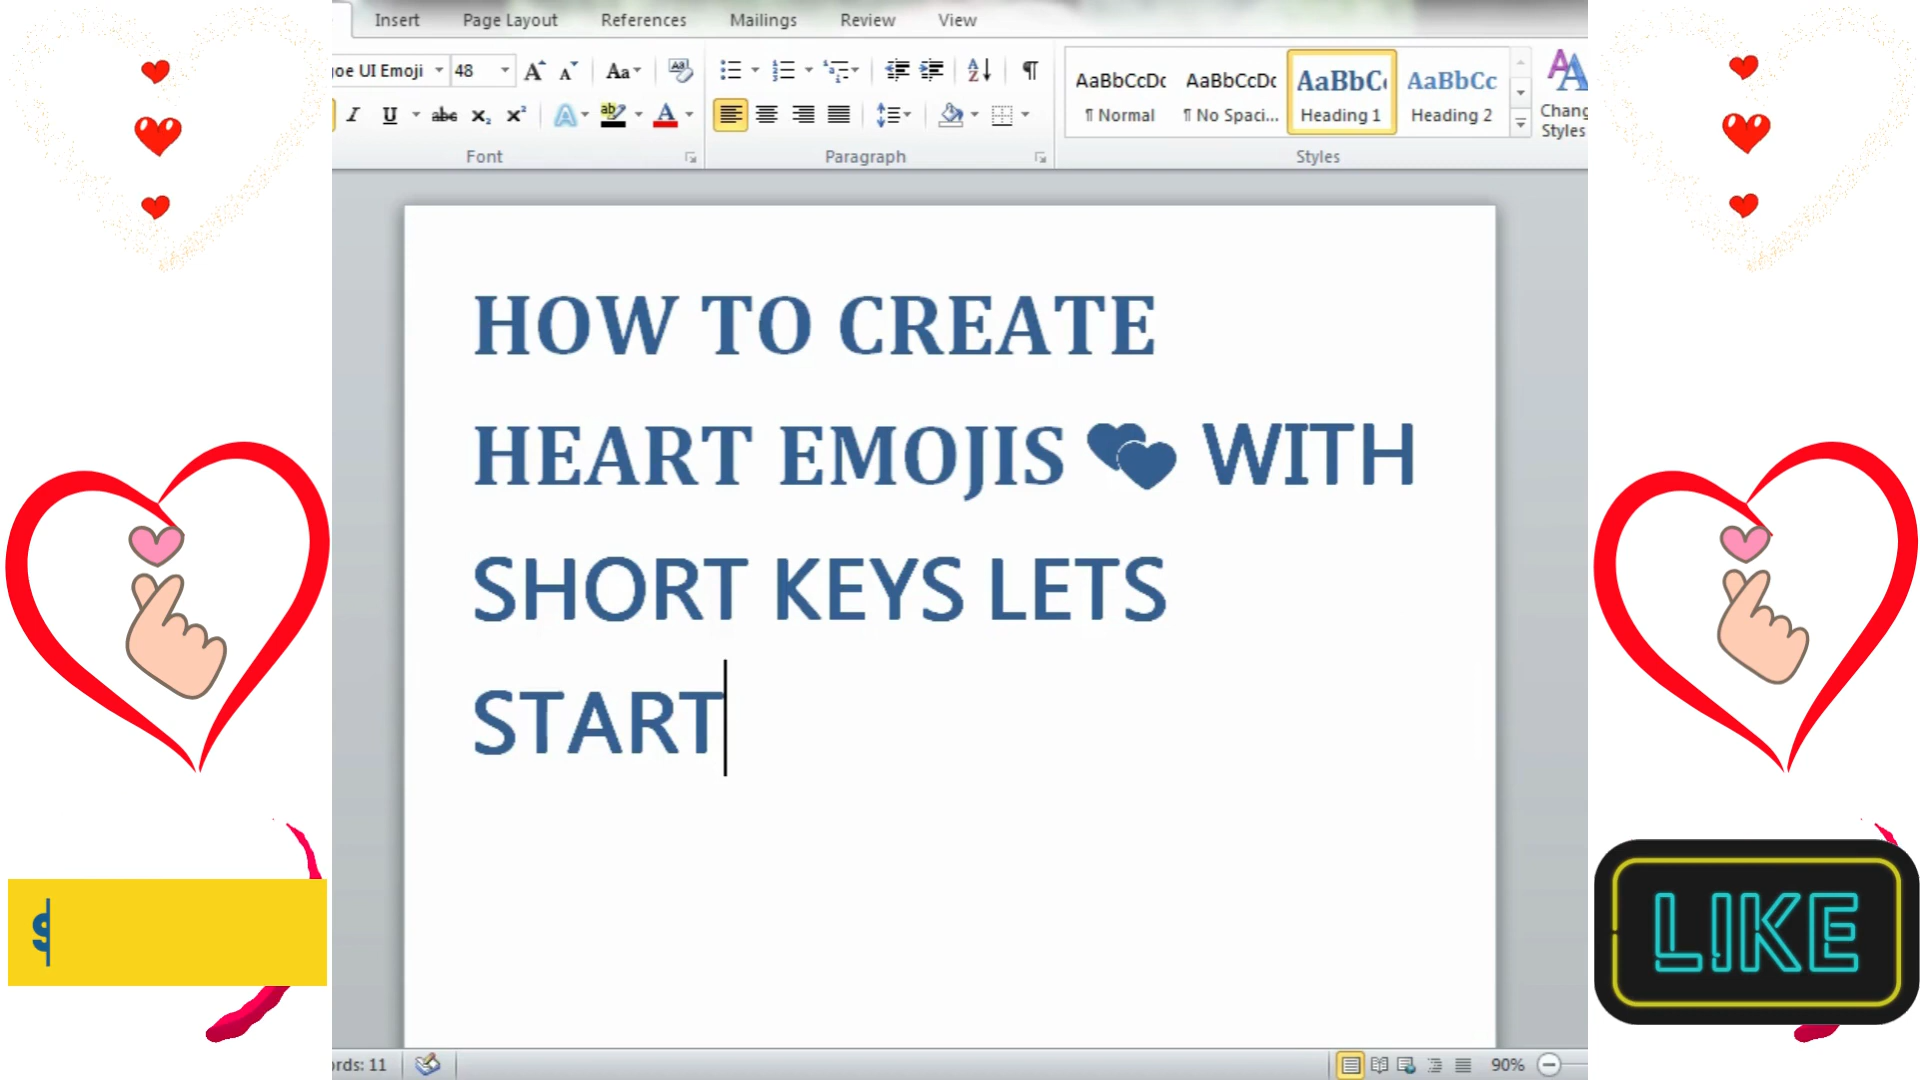 Insert Page Layout References Mailings Review View
oe UI Emoji 48 Aa
AaBbCcDc AaBbCcDc AaBbC AaBbCc
¶ Normal ¶ No Spaci... Heading 1 Heading 2 Chang
Styles
Font Paragraph Styles
HOW TO CREATE
HEART EMOJIS 💕 WITH
SHORT KEYS LETS
START
LIKE
rds: 11 90%